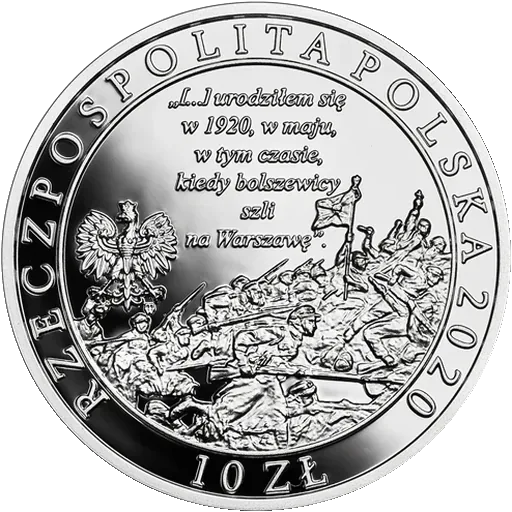 RZECZPOSPOLITA POLSKA 2020
„[...] urodziłem się
w 1920, w maju,
w tym czasie,
kiedy bolszewicy
szli
na Warszawę”.
10 ZŁ